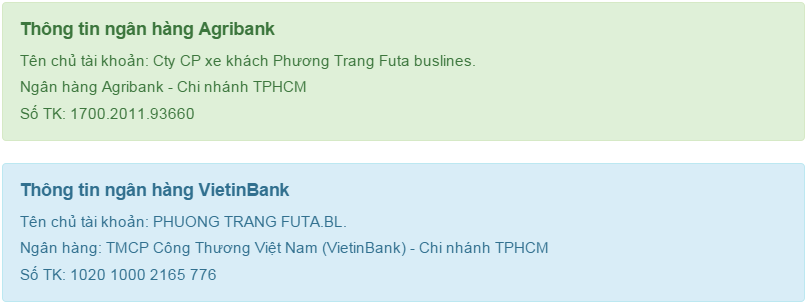 Thông tin ngân hàng Agribank
Tên chủ tài khoản: Cty CP xe khách Phương Trang Futa buslines.
Ngân hàng Agribank - Chi nhánh TPHCM
Số TK: 1700.2011.93660
Thông tin ngân hàng VietinBank
Tên chủ tài khoản: PHUONG TRANG FUTA.BL.
Ngân hàng: TMCP Công Thương Việt Nam (VietinBank) - Chi nhánh TPHCM
Số TK: 1020 1000 2165 776